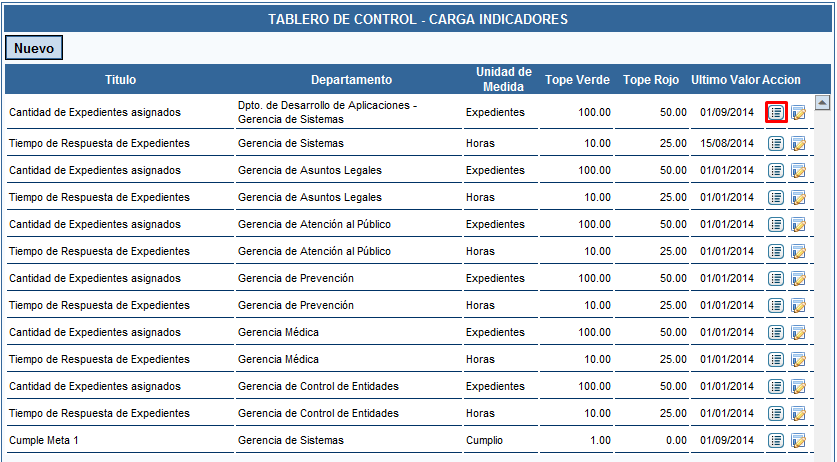 TABLERO DE CONTROL - CARGA INDICADORES
Nuevo
Titulo Departamento Unidad de Medida Tope Verde Tope Rojo Ultimo Valor Accion
Cantidad de Expedientes asignados Dpto. de Desarrollo de Aplicaciones - Gerencia de Sistemas Expedientes 100.00 50.00 01/09/2014
Tiempo de Respuesta de Expedientes Gerencia de Sistemas Horas 10.00 25.00 15/08/2014
Cantidad de Expedientes asignados Gerencia de Asuntos Legales Expedientes 100.00 50.00 01/01/2014
Tiempo de Respuesta de Expedientes Gerencia de Asuntos Legales Horas 10.00 25.00 01/01/2014
Cantidad de Expedientes asignados Gerencia de Atención al Público Expedientes 100.00 50.00 01/01/2014
Tiempo de Respuesta de Expedientes Gerencia de Atención al Público Horas 10.00 25.00 01/01/2014
Cantidad de Expedientes asignados Gerencia de Prevención Expedientes 100.00 50.00 01/01/2014
Tiempo de Respuesta de Expedientes Gerencia de Prevención Horas 10.00 25.00 01/01/2014
Cantidad de Expedientes asignados Gerencia Médica Expedientes 100.00 50.00 01/01/2014
Tiempo de Respuesta de Expedientes Gerencia Médica Horas 10.00 25.00 01/01/2014
Cantidad de Expedientes asignados Gerencia de Control de Entidades Expedientes 100.00 50.00 01/01/2014
Tiempo de Respuesta de Expedientes Gerencia de Control de Entidades Horas 10.00 25.00 01/01/2014
Cumple Meta 1 Gerencia de Sistemas Cumplio 1.00 0.00 01/09/2014